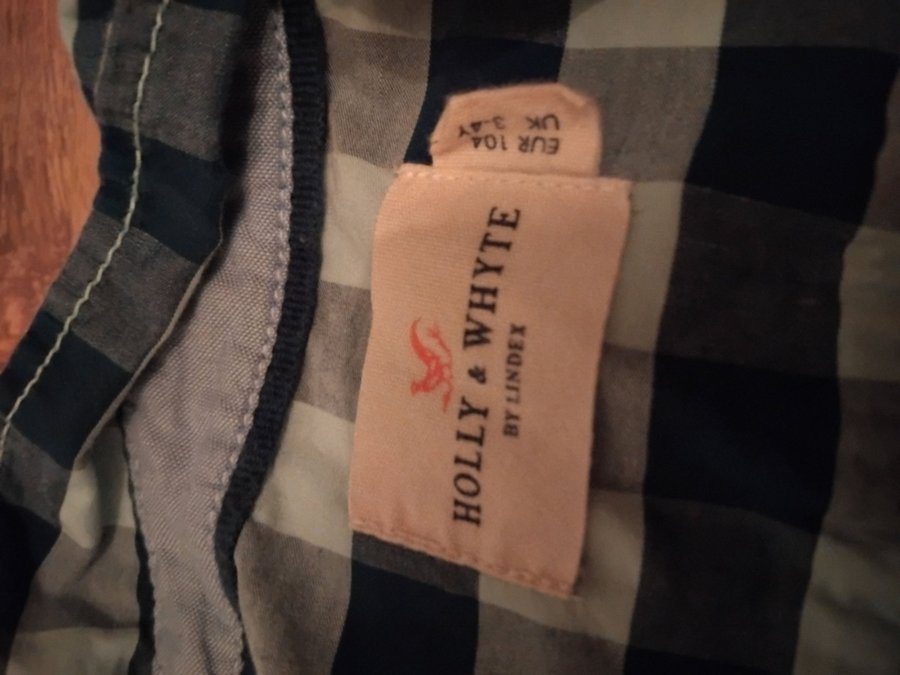 HOLLY & WHYTE
BY LINDEX
EUR 104
UK 3-4Y